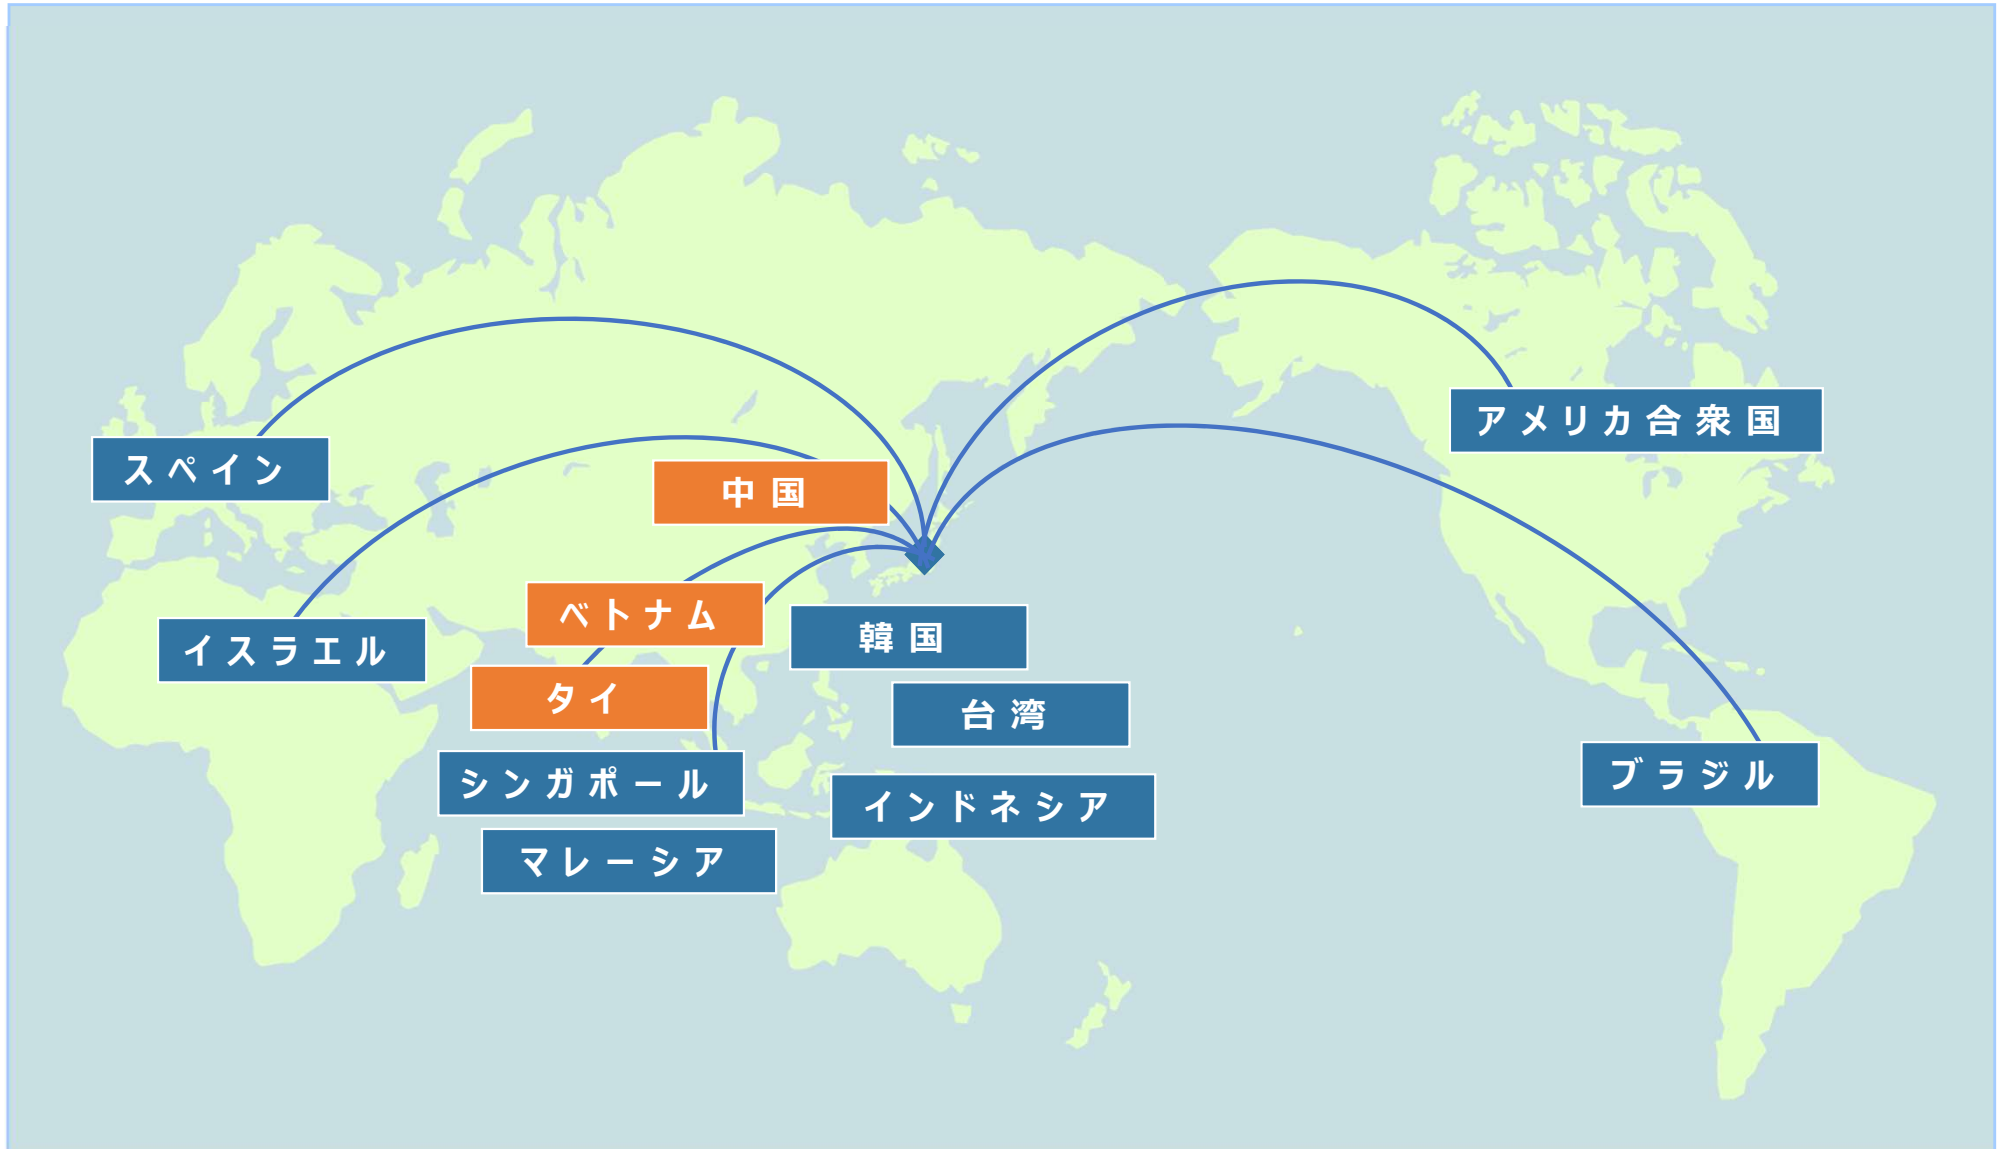 アメリカ合衆国
スペイン
中国
ベトナム
韓国
イスラエル
タイ
台湾
シンガポール
ブラジル
インドネシア
マレーシア